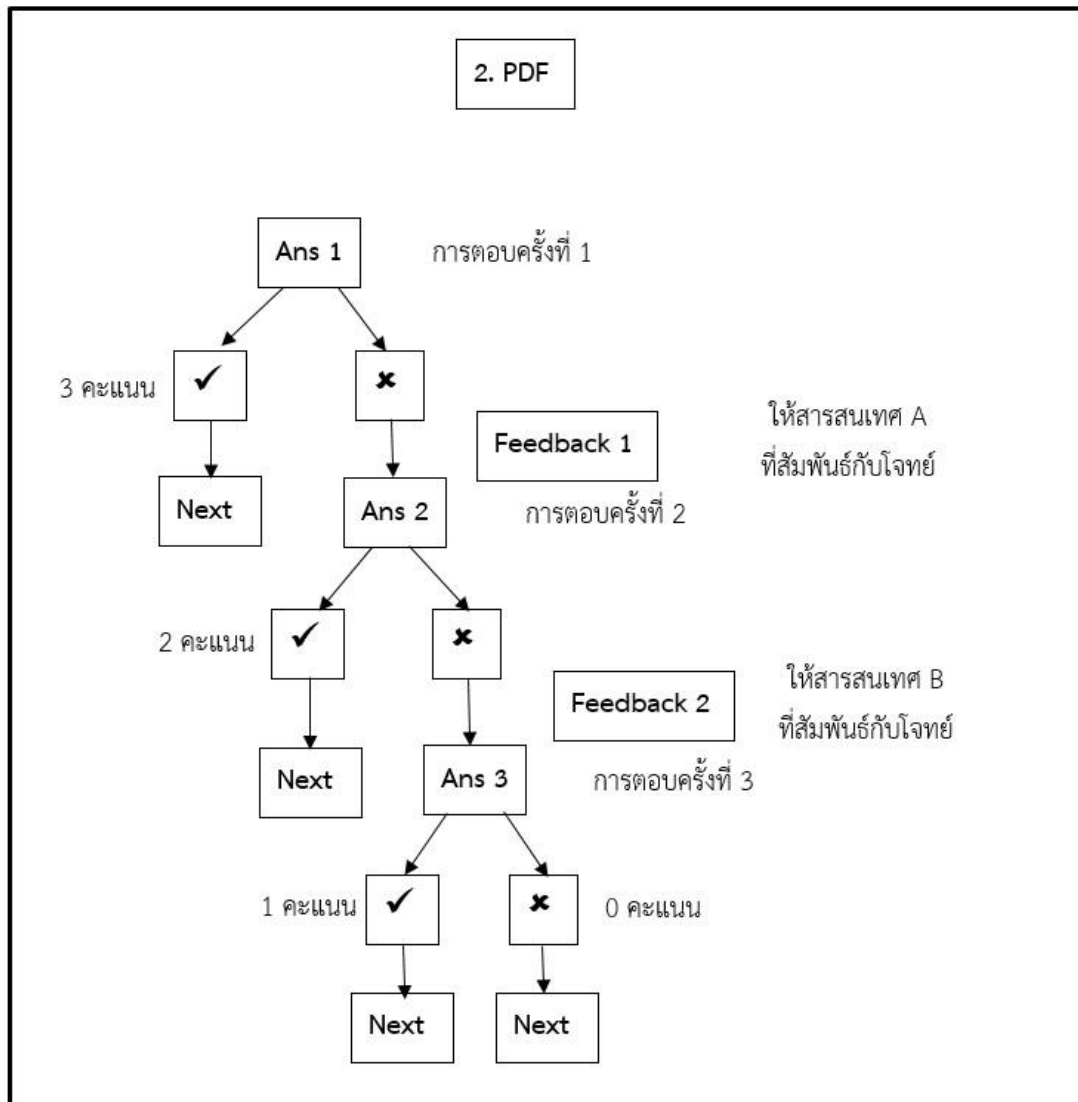 2. PDF
Ans 1
การตอบครั้งที่ 1
3 คะแนน
✓
✗
Feedback 1
ให้สารสนเทศ A
ที่สัมพันธ์กับโจทย์
Next
Ans 2
การตอบครั้งที่ 2
2 คะแนน
✓
✗
Feedback 2
ให้สารสนเทศ B
ที่สัมพันธ์กับโจทย์
Next
Ans 3
การตอบครั้งที่ 3
1 คะแนน
✓
✗
0 คะแนน
Next
Next